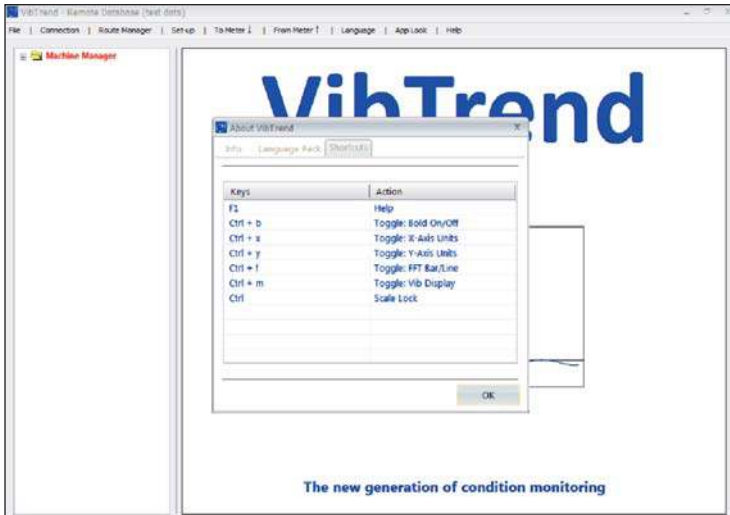 VibTrend - Remote Database (test data)
File | Connection | Route Manager | Set-up | To Meter ↓ | From Meter ↑ | Language | App Look | Help
Machine Manager
VibTrend
About VibTrend
Info Language Pack Shortcuts
Keys Action
F1 Help
Ctrl + b Toggle: Bold On/Off
Ctrl + x Toggle: X-Axis Units
Ctrl + y Toggle: Y-Axis Units
Ctrl + f Toggle: FFT Bar/Line
Ctrl + m Toggle: Vib Display
Ctrl Scale Lock
OK
The new generation of condition monitoring